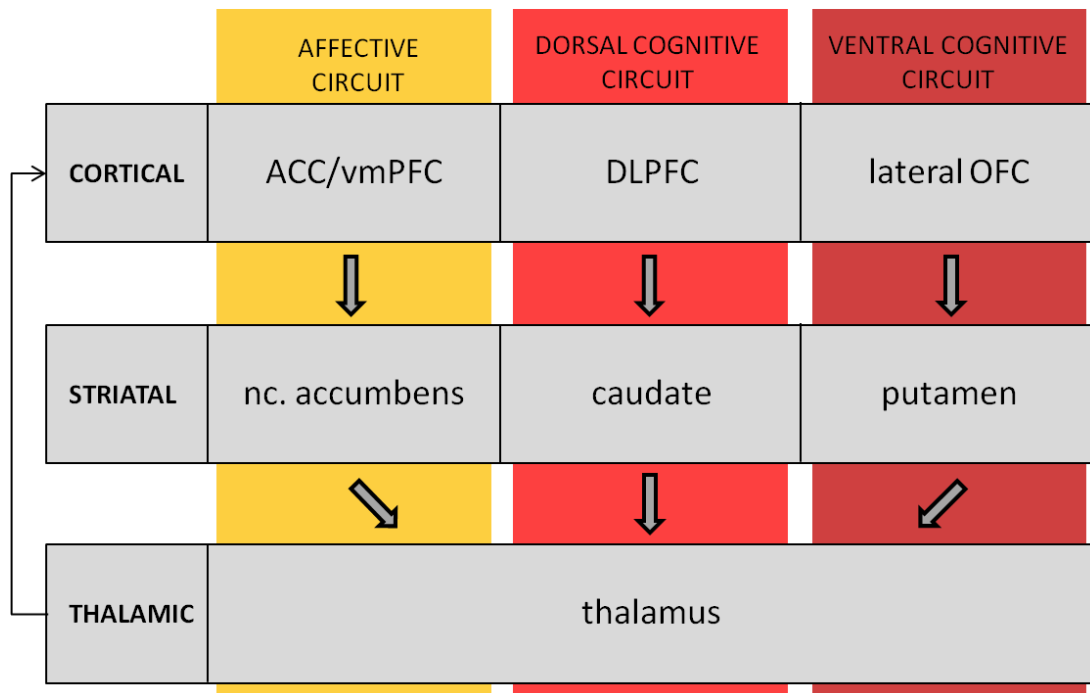 AFFECTIVE
CIRCUIT
DORSAL COGNITIVE
CIRCUIT
VENTRAL COGNITIVE
CIRCUIT
CORTICAL
ACC/vmPFC
DLPFC
lateral OFC
STRIATAL
nc. accumbens
caudate
putamen
THALAMIC
thalamus